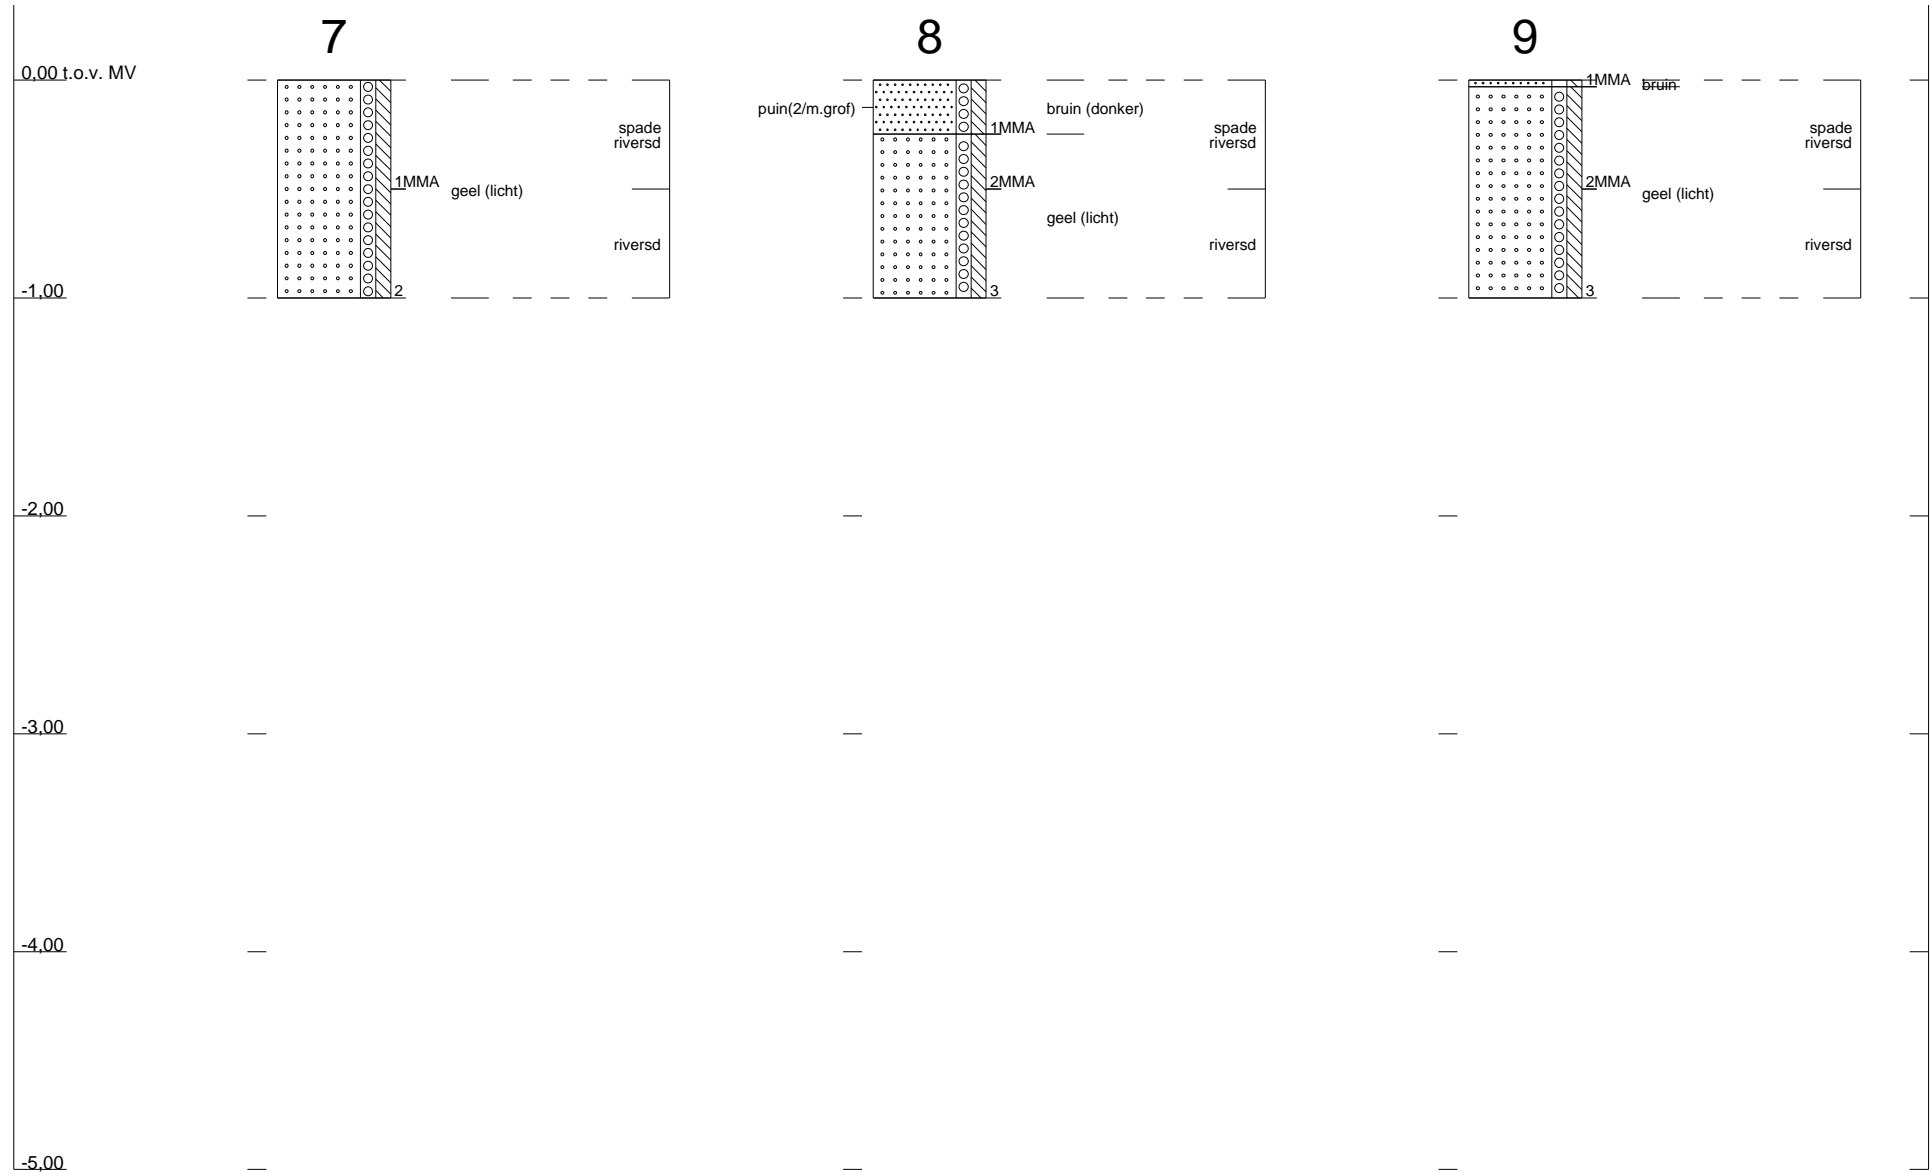 7
8
9
0,00 t.o.v. MV
1MMA
bruin
puin(2/m.grof)
bruin (donker)
spade
riversd
1MMA
spade
riversd
spade
riversd
1MMA
geel (licht)
2MMA
geel (licht)
2MMA
geel (licht)
riversd
riversd
riversd
-1,00
2
3
3
-2,00
-3,00
-4,00
-5,00